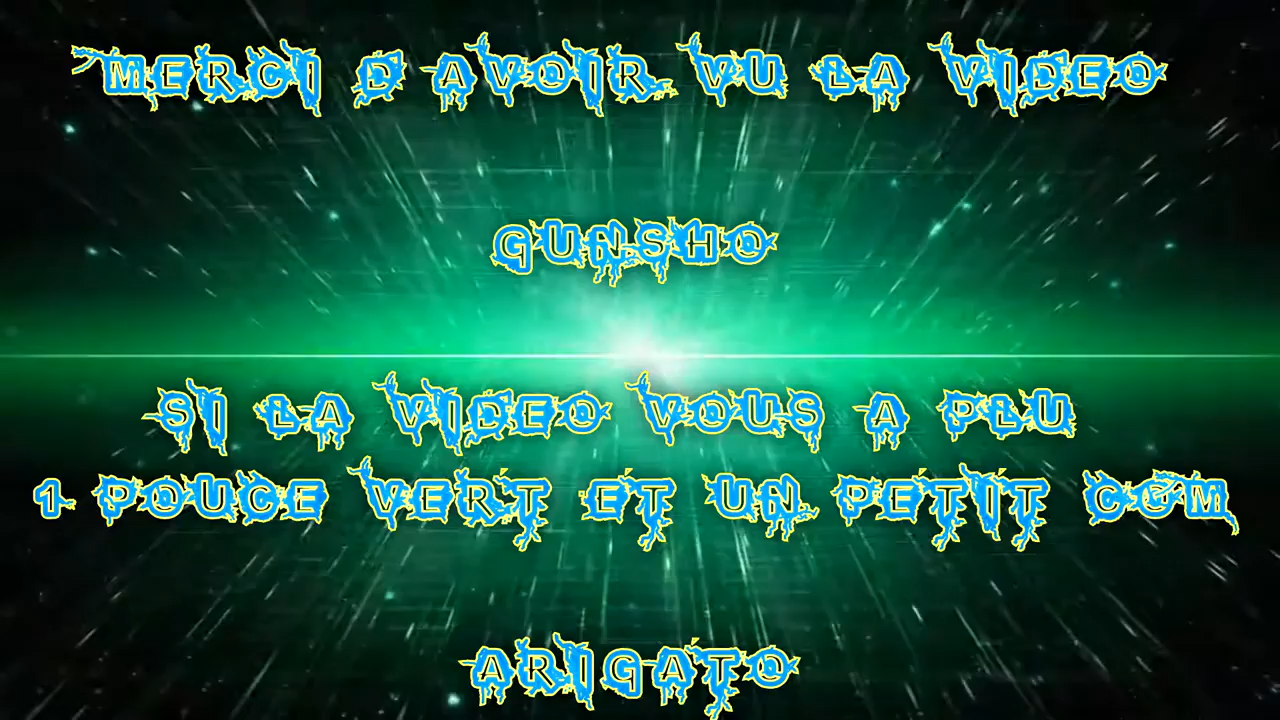 MERCI D AVOIR VU LA VIDEO
GUNSHO
SI LA VIDEO VOUS A PLU
1 POUCE VERT ET UN PETIT COM
ARIGATO